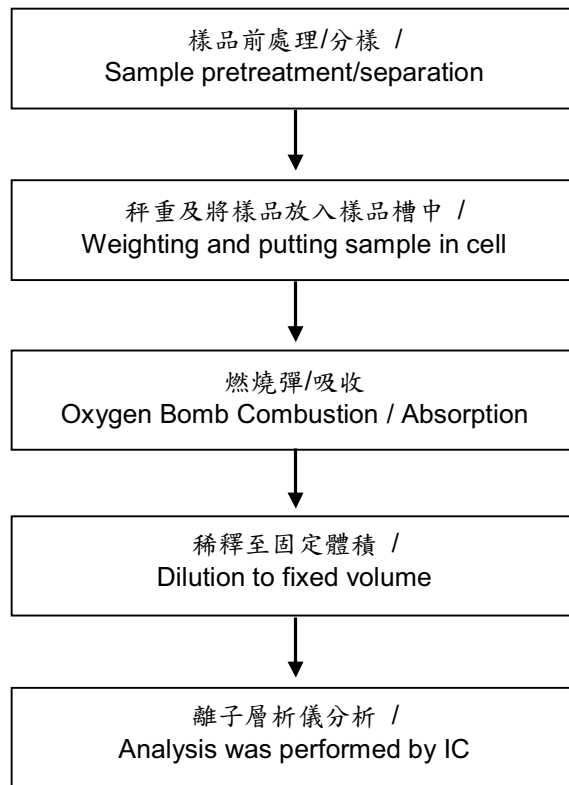 樣品前處理/分樣 /
Sample pretreatment/separation
秤重及將樣品放入樣品槽中 /
Weighting and putting sample in cell
燃燒彈/吸收
Oxygen Bomb Combustion / Absorption
稀釋至固定體積 /
Dilution to fixed volume
離子層析儀分析 /
Analysis was performed by IC